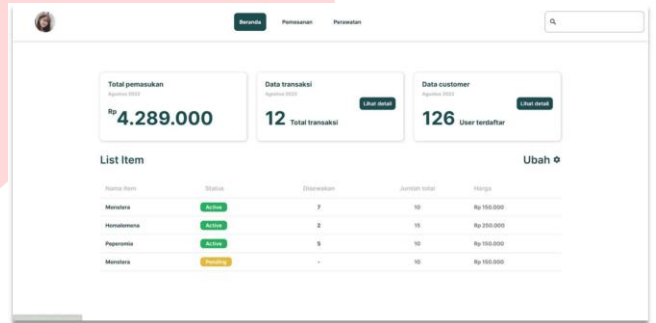 Beranda Pemesanan Perawatan
Total pemasukan
Agustus 2022
Rp4.289.000
Data transaksi
Agustus 2022
Lihat detail
12 Total transaksi
Data customer
Agustus 2022
Lihat detail
126 User terdaftar
List Item Ubah
Nama item Status Disewakan Jumlah total Harga
Monstera Active 7 10 Rp 150.000
Homalomena Active 2 15 Rp 250.000
Peperomia Active 5 10 Rp 150.000
Monstera Pending - 10 Rp 150.000